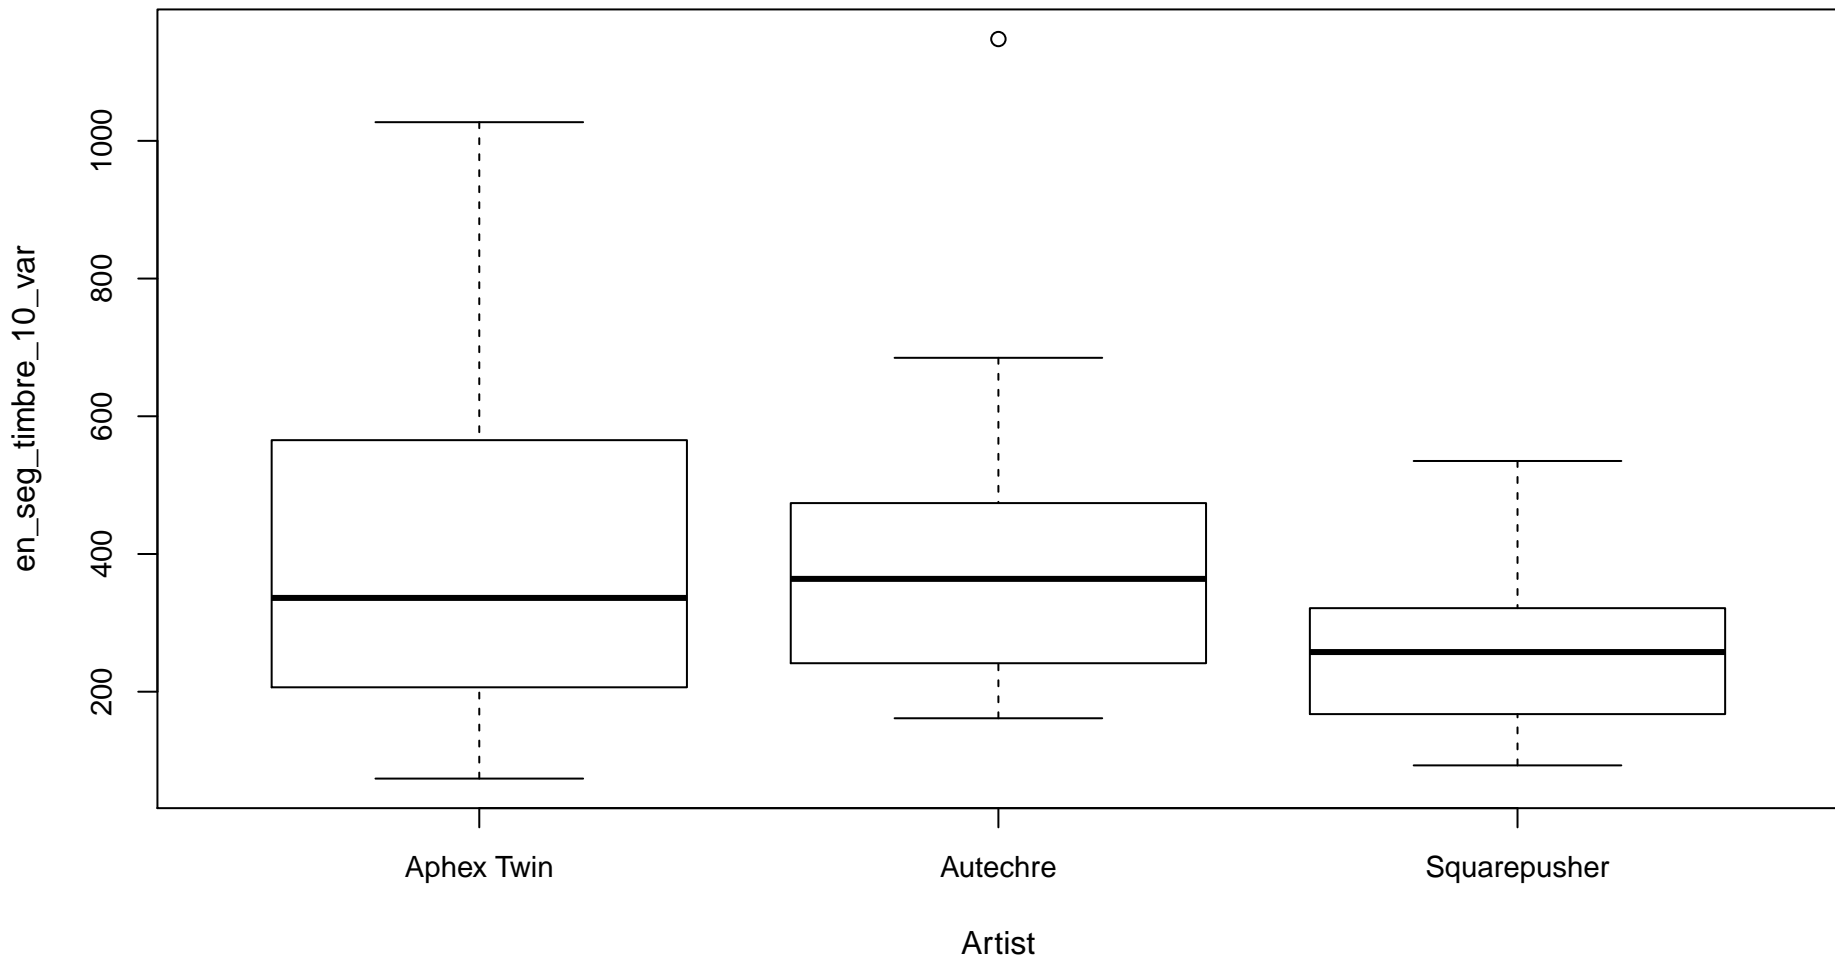 en_seg_timbre_10_var
1000
800
600
400
200
Aphex Twin
Autechre
Squarepusher
Artist